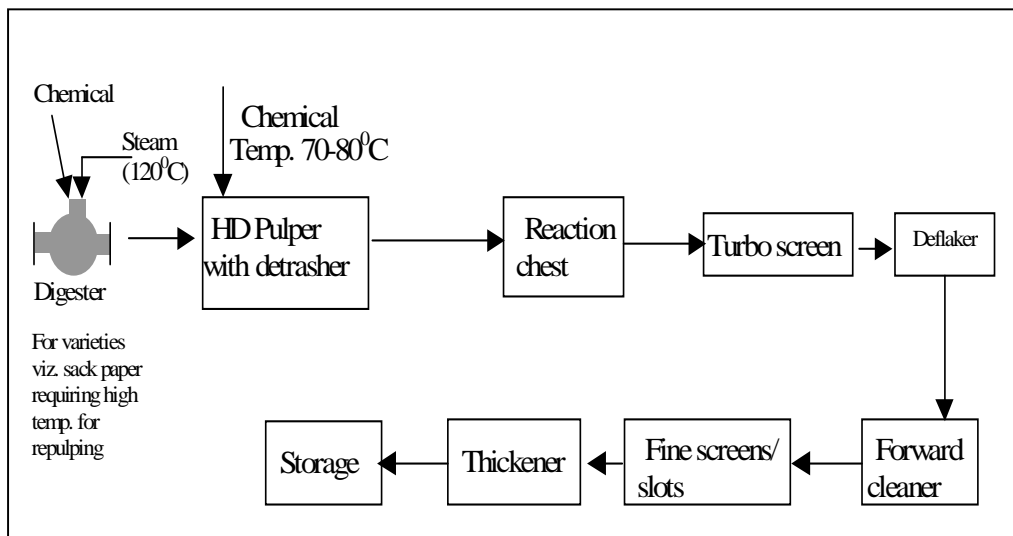 Chemical
Steam
(120⁰C)
Chemical
Temp. 70-80⁰C
Digester
For varieties
viz. sack paper
requiring high
temp. for
repulping
HD Pulper
with detrasher
Reaction
chest
Turbo screen
Deflaker
Forward
cleaner
Fine screens/
slots
Thickener
Storage